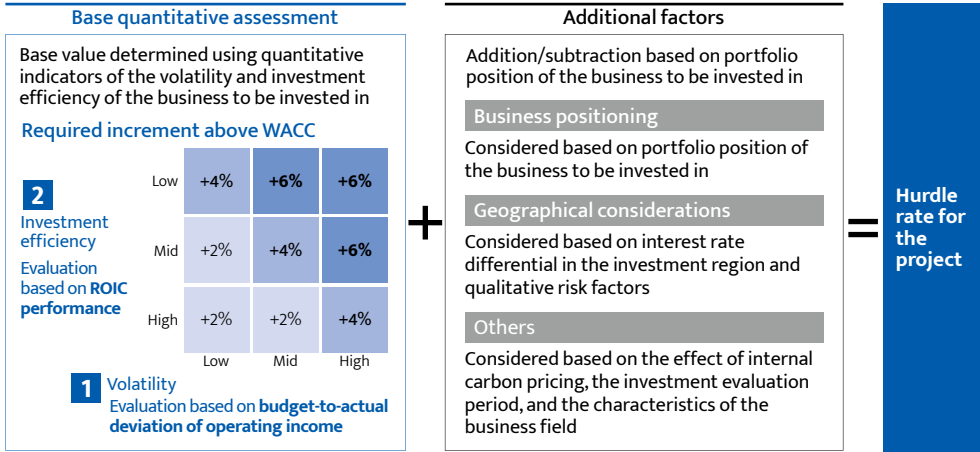 Base quantitative assessment
Base value determined using quantitative
indicators of the volatility and investment
efficiency of the business to be invested in
Required increment above WACC
2
Investment
efficiency
Evaluation
based on ROIC
performance
Low +4% +6% +6%
Mid +2% +4% +6%
High +2% +2% +4%
Low Mid High
1 Volatility
Evaluation based on budget-to-actual
deviation of operating income
+
Additional factors
Addition/subtraction based on portfolio
position of the business to be invested in
Business positioning
Considered based on portfolio position of
the business to be invested in
Geographical considerations
Considered based on interest rate
differential in the investment region and
qualitative risk factors
Others
Considered based on the effect of internal
carbon pricing, the investment evaluation
period, and the characteristics of the
business field
=
Hurdle
rate for
the
project